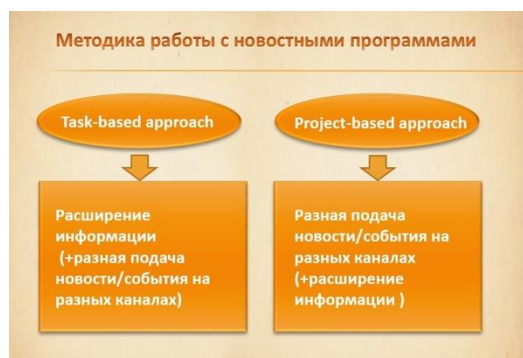 Методика работы с новостными программами
Task-based approach
Project-based approach
Расширение
информации
(+разная подача
новости/события на
разных каналах)
Разная подача
новости/события на
разных каналах
(+расширение
информации )